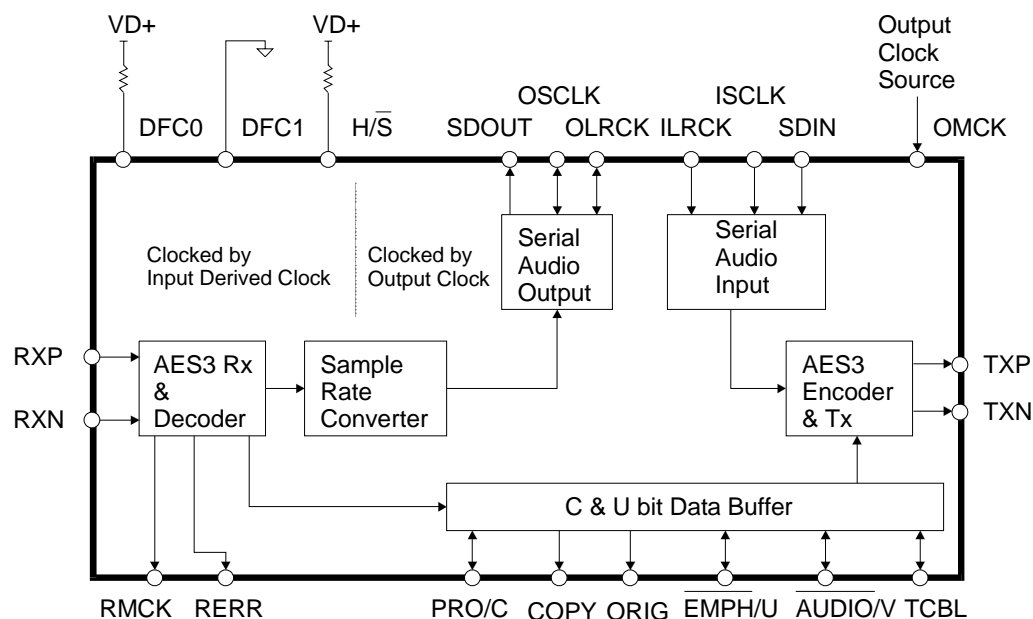 VD+
VD+
Output
Clock
Source
OSCLK
ISCLK
DFC0
DFC1
H/S̅
SDOUT
OLRCK
ILRCK
SDIN
OMCK
Clocked by
Input Derived Clock
Clocked by
Output Clock
Serial
Audio
Output
Serial
Audio
Input
RXP
RXN
AES3 Rx
&
Decoder
Sample
Rate
Converter
AES3
Encoder
& Tx
TXP
TXN
C & U bit Data Buffer
RMCK
RERR
PRO/C
COPY
ORIG
E̅M̅P̅H̅/U
A̅U̅D̅I̅O̅/V
TCBL